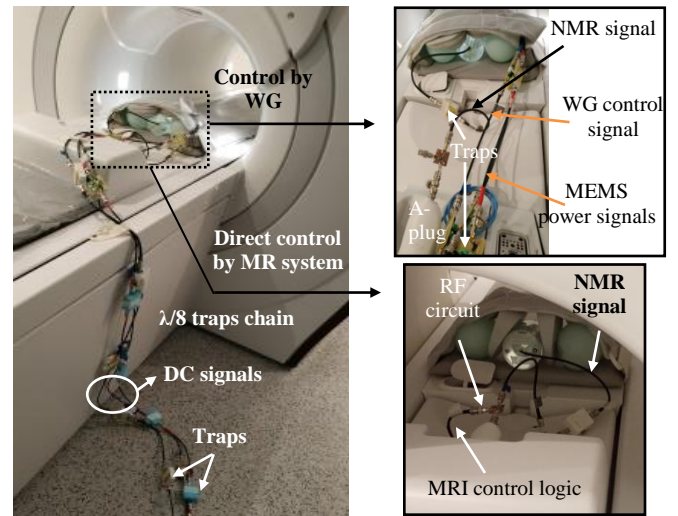 Control by
WG
Direct control
by MR system
λ/8 traps chain
DC signals
Traps
NMR signal
WG control
signal
Traps
MEMS
power signals
A-
plug
RF
circuit
NMR
signal
MRI control logic